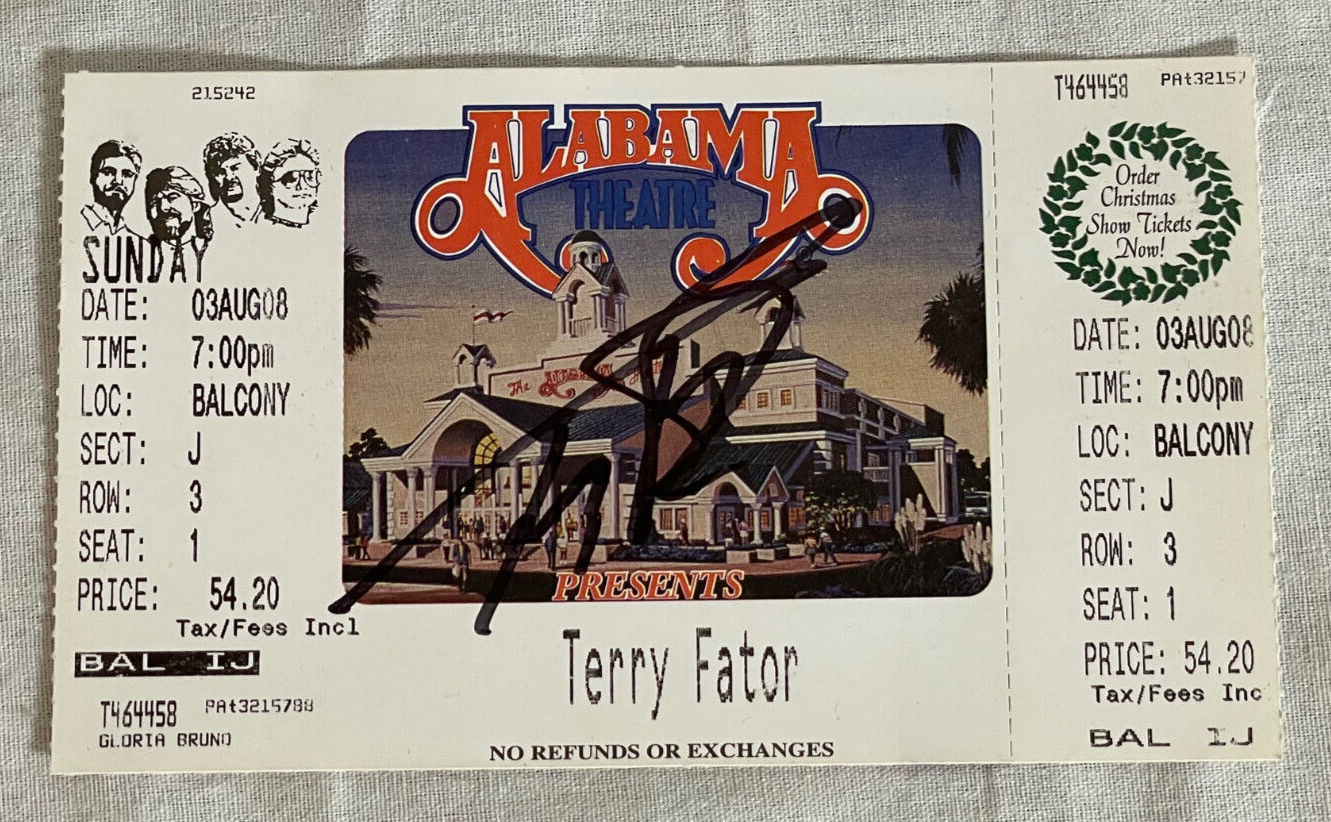 215242
SUNDAY
DATE: 03AUG08
TIME: 7:00pm
LOC: BALCONY
SECT: J
ROW: 3
SEAT: 1
PRICE: 54.20
Tax/Fees Incl
BAL IJ
T464458 PAt3215788
GLORIA BRUNO
ALABAMA
THEATRE
THE ALABAMA
PRESENTS
Terry Fator
NO REFUNDS OR EXCHANGES
T464458 PAt32157
Order
Christmas
Show Tickets
Now!
DATE: 03AUG08
TIME: 7:00pm
LOC: BALCONY
SECT: J
ROW: 3
SEAT: 1
PRICE: 54.20
Tax/Fees Inc
BAL IJ